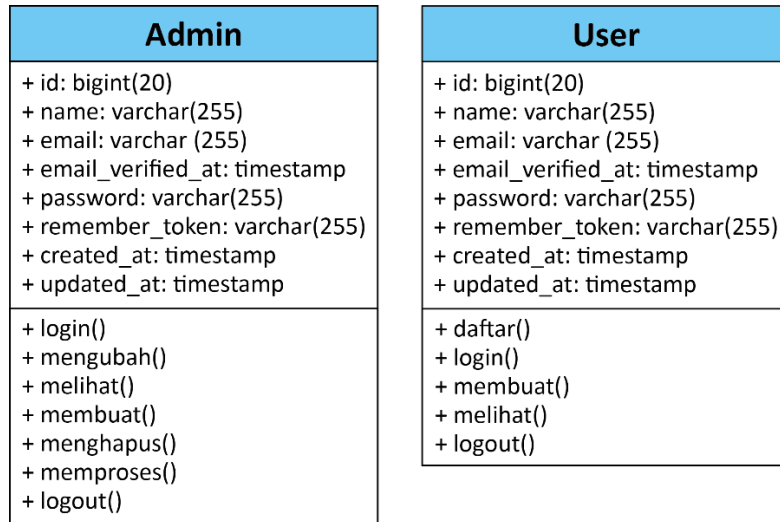 Admin
+ id: bigint(20)
+ name: varchar(255)
+ email: varchar (255)
+ email_verified_at: timestamp
+ password: varchar(255)
+ remember_token: varchar(255)
+ created_at: timestamp
+ updated_at: timestamp
+ login()
+ mengubah()
+ melihat()
+ membuat()
+ menghapus()
+ memproses()
+ logout()
User
+ id: bigint(20)
+ name: varchar(255)
+ email: varchar (255)
+ email_verified_at: timestamp
+ password: varchar(255)
+ remember_token: varchar(255)
+ created_at: timestamp
+ updated_at: timestamp
+ daftar()
+ login()
+ membuat()
+ melihat()
+ logout()